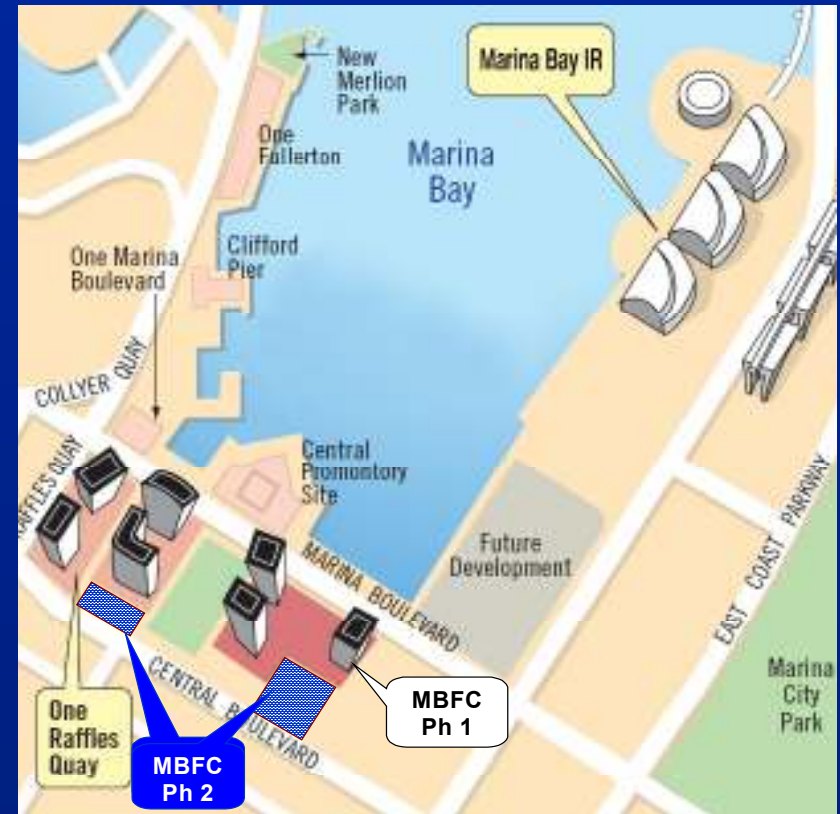 New
Merlion
Park
Marina Bay IR
One
Fullerton
Marina
Bay
One Marina
Boulevard
Clifford
Pier
COLLYER QUAY
RAFFLES QUAY
Central
Promontory
Site
MARINA BOULEVARD
Future
Development
EAST COAST PARKWAY
CENTRAL BOULEVARD
Marina
City
Park
One
Raffles
Quay
MBFC
Ph 1
MBFC
Ph 2